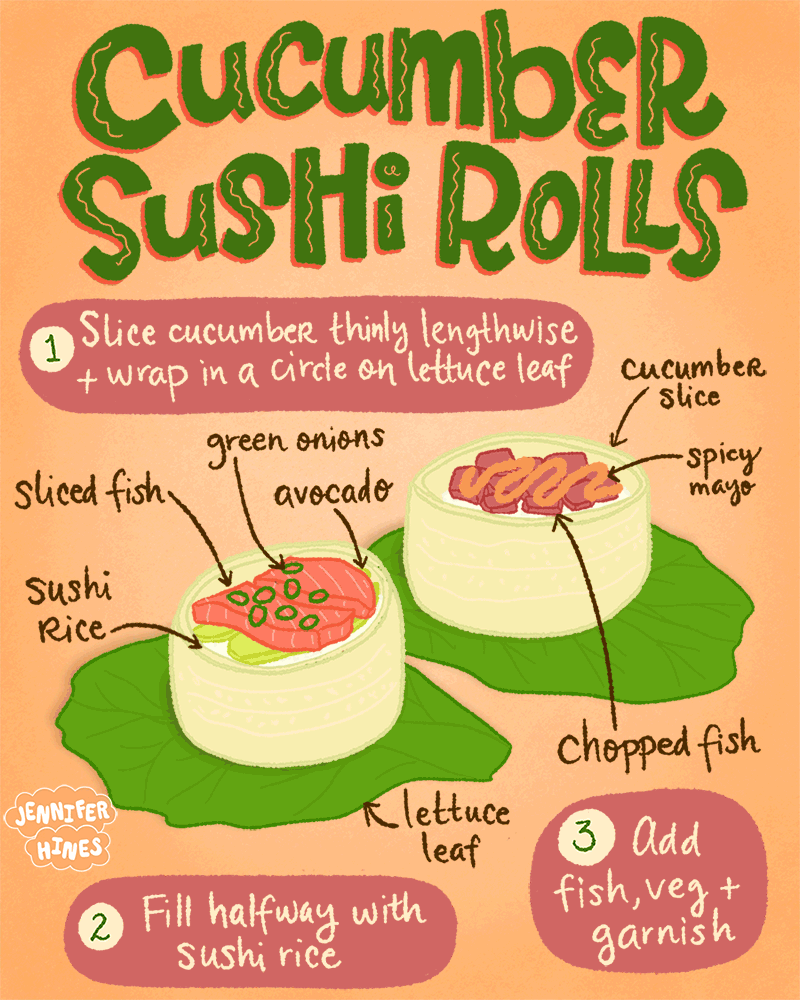 Cucumber
Sushi Rolls
1 Slice cucumber thinly lengthwise
+ wrap in a circle on lettuce leaf
cucumber
slice
spicy
mayo
green onions
sliced fish
avocado
sushi
Rice
Chopped fish
lettuce
leaf
JENNIFER
HINES
2 Fill halfway with
sushi rice
3 Add
fish, veg +
garnish